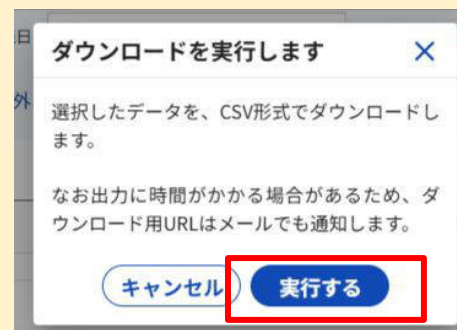 日
外
ダウンロードを実行します
選択したデータを、CSV形式でダウンロードし
ます。
なお出力に時間がかかる場合があるため、ダ
ウンロード用URLはメールでも通知します。
キャンセル
実行する